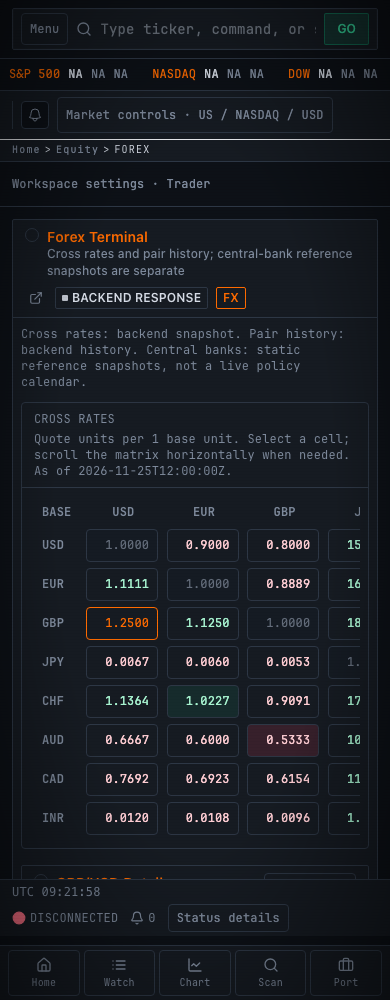 Menu Type ticker, command, or s GO
S&P 500 NA NA NA NASDAQ NA NA NA DOW NA NA NA
Market controls · US / NASDAQ / USD
Home > Equity > FOREX
Workspace settings · Trader
Forex Terminal
Cross rates and pair history; central-bank reference
snapshots are separate
BACKEND RESPONSE FX
Cross rates: backend snapshot. Pair history:
backend history. Central banks: static
reference snapshots, not a live policy
calendar.
CROSS RATES
Quote units per 1 base unit. Select a cell;
scroll the matrix horizontally when needed.
As of 2026-11-25T12:00:00Z.
BASE USD EUR GBP J
USD 1.0000 0.9000 0.8000 15
EUR 1.1111 1.0000 0.8889 16
GBP 1.2500 1.1250 1.0000 18
JPY 0.0067 0.0060 0.0053 1.
CHF 1.1364 1.0227 0.9091 17
AUD 0.6667 0.6000 0.5333 10
CAD 0.7692 0.6923 0.6154 11
INR 0.0120 0.0108 0.0096 1.
UTC 09:21:58
DISCONNECTED 0 Status details
Home Watch Chart Scan Port